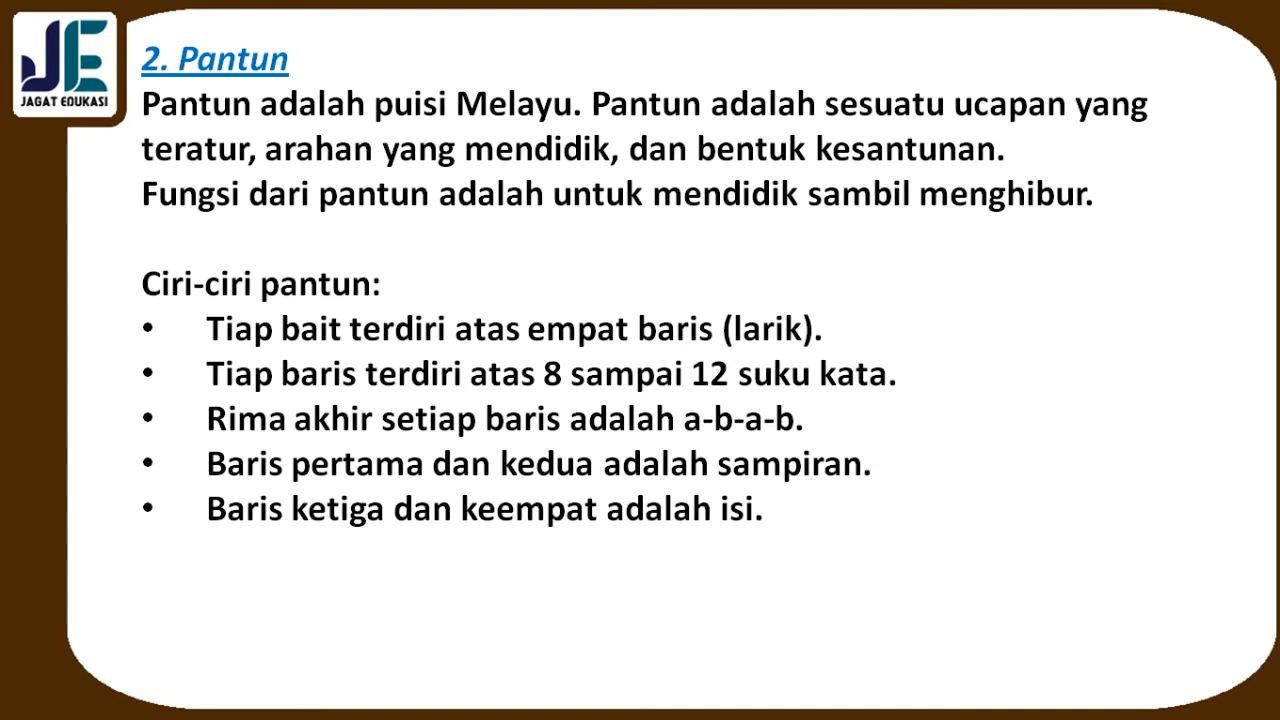 JE
JAGAT EDUKASI
2. Pantun
Pantun adalah puisi Melayu. Pantun adalah sesuatu ucapan yang
teratur, arahan yang mendidik, dan bentuk kesantunan.
Fungsi dari pantun adalah untuk mendidik sambil menghibur.
Ciri-ciri pantun:
• Tiap bait terdiri atas empat baris (larik).
• Tiap baris terdiri atas 8 sampai 12 suku kata.
• Rima akhir setiap baris adalah a-b-a-b.
• Baris pertama dan kedua adalah sampiran.
• Baris ketiga dan keempat adalah isi.